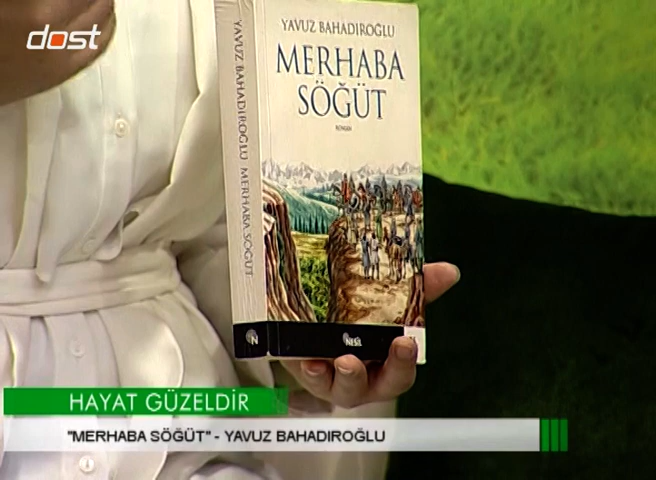 dost
YAVUZ BAHADIROĞLU
MERHABA
SÖĞÜT
ROMAN
YAVUZ BAHADIROĞLU MERHABA SÖĞÜT
N
NESİL
HAYAT GÜZELDİR
"MERHABA SÖĞÜT" - YAVUZ BAHADIROĞLU